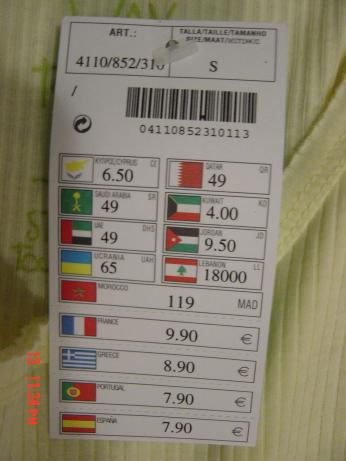 ART.:
TALLA/TAILLE/TAMANHO
SIZE/MAAT/ΜΕΓΕΘΟΣ
4110/852/310
S
/
04110852310113
ΚΥΠΡΟΣ/CYPRUS 6.50
QATAR QR 49
SAUDI ARABIA SR 49
KUWAIT KD 4.00
UAE DHS 49
JORDAN JD 9.50
UCRANIA UAH 65
LEBANON LL 18000
MOROCCO 119 MAD
FRANCE 9.90 €
GREECE 8.90 €
PORTUGAL 7.90 €
ESPAÑA 7.90 €